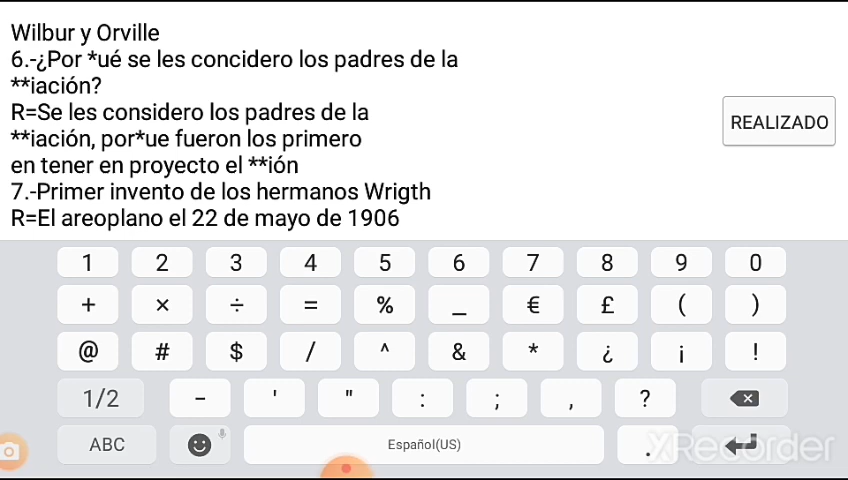 Wilbur y Orville
6.-¿Por *ué se les concidero los padres de la
**iación?
R=Se les considero los padres de la
**iación, por*ue fueron los primero
en tener en proyecto el **ión
7.-Primer invento de los hermanos Wrigth
R=El areoplano el 22 de mayo de 1906
REALIZADO
1 2 3 4 5 6 7 8 9 0
+ × ÷ = % _ € £ ( )
@ # $ / ^ & * ¿ ¡ !
1/2 - ' " : ; , ?
ABC Español(US) .
XRecorder